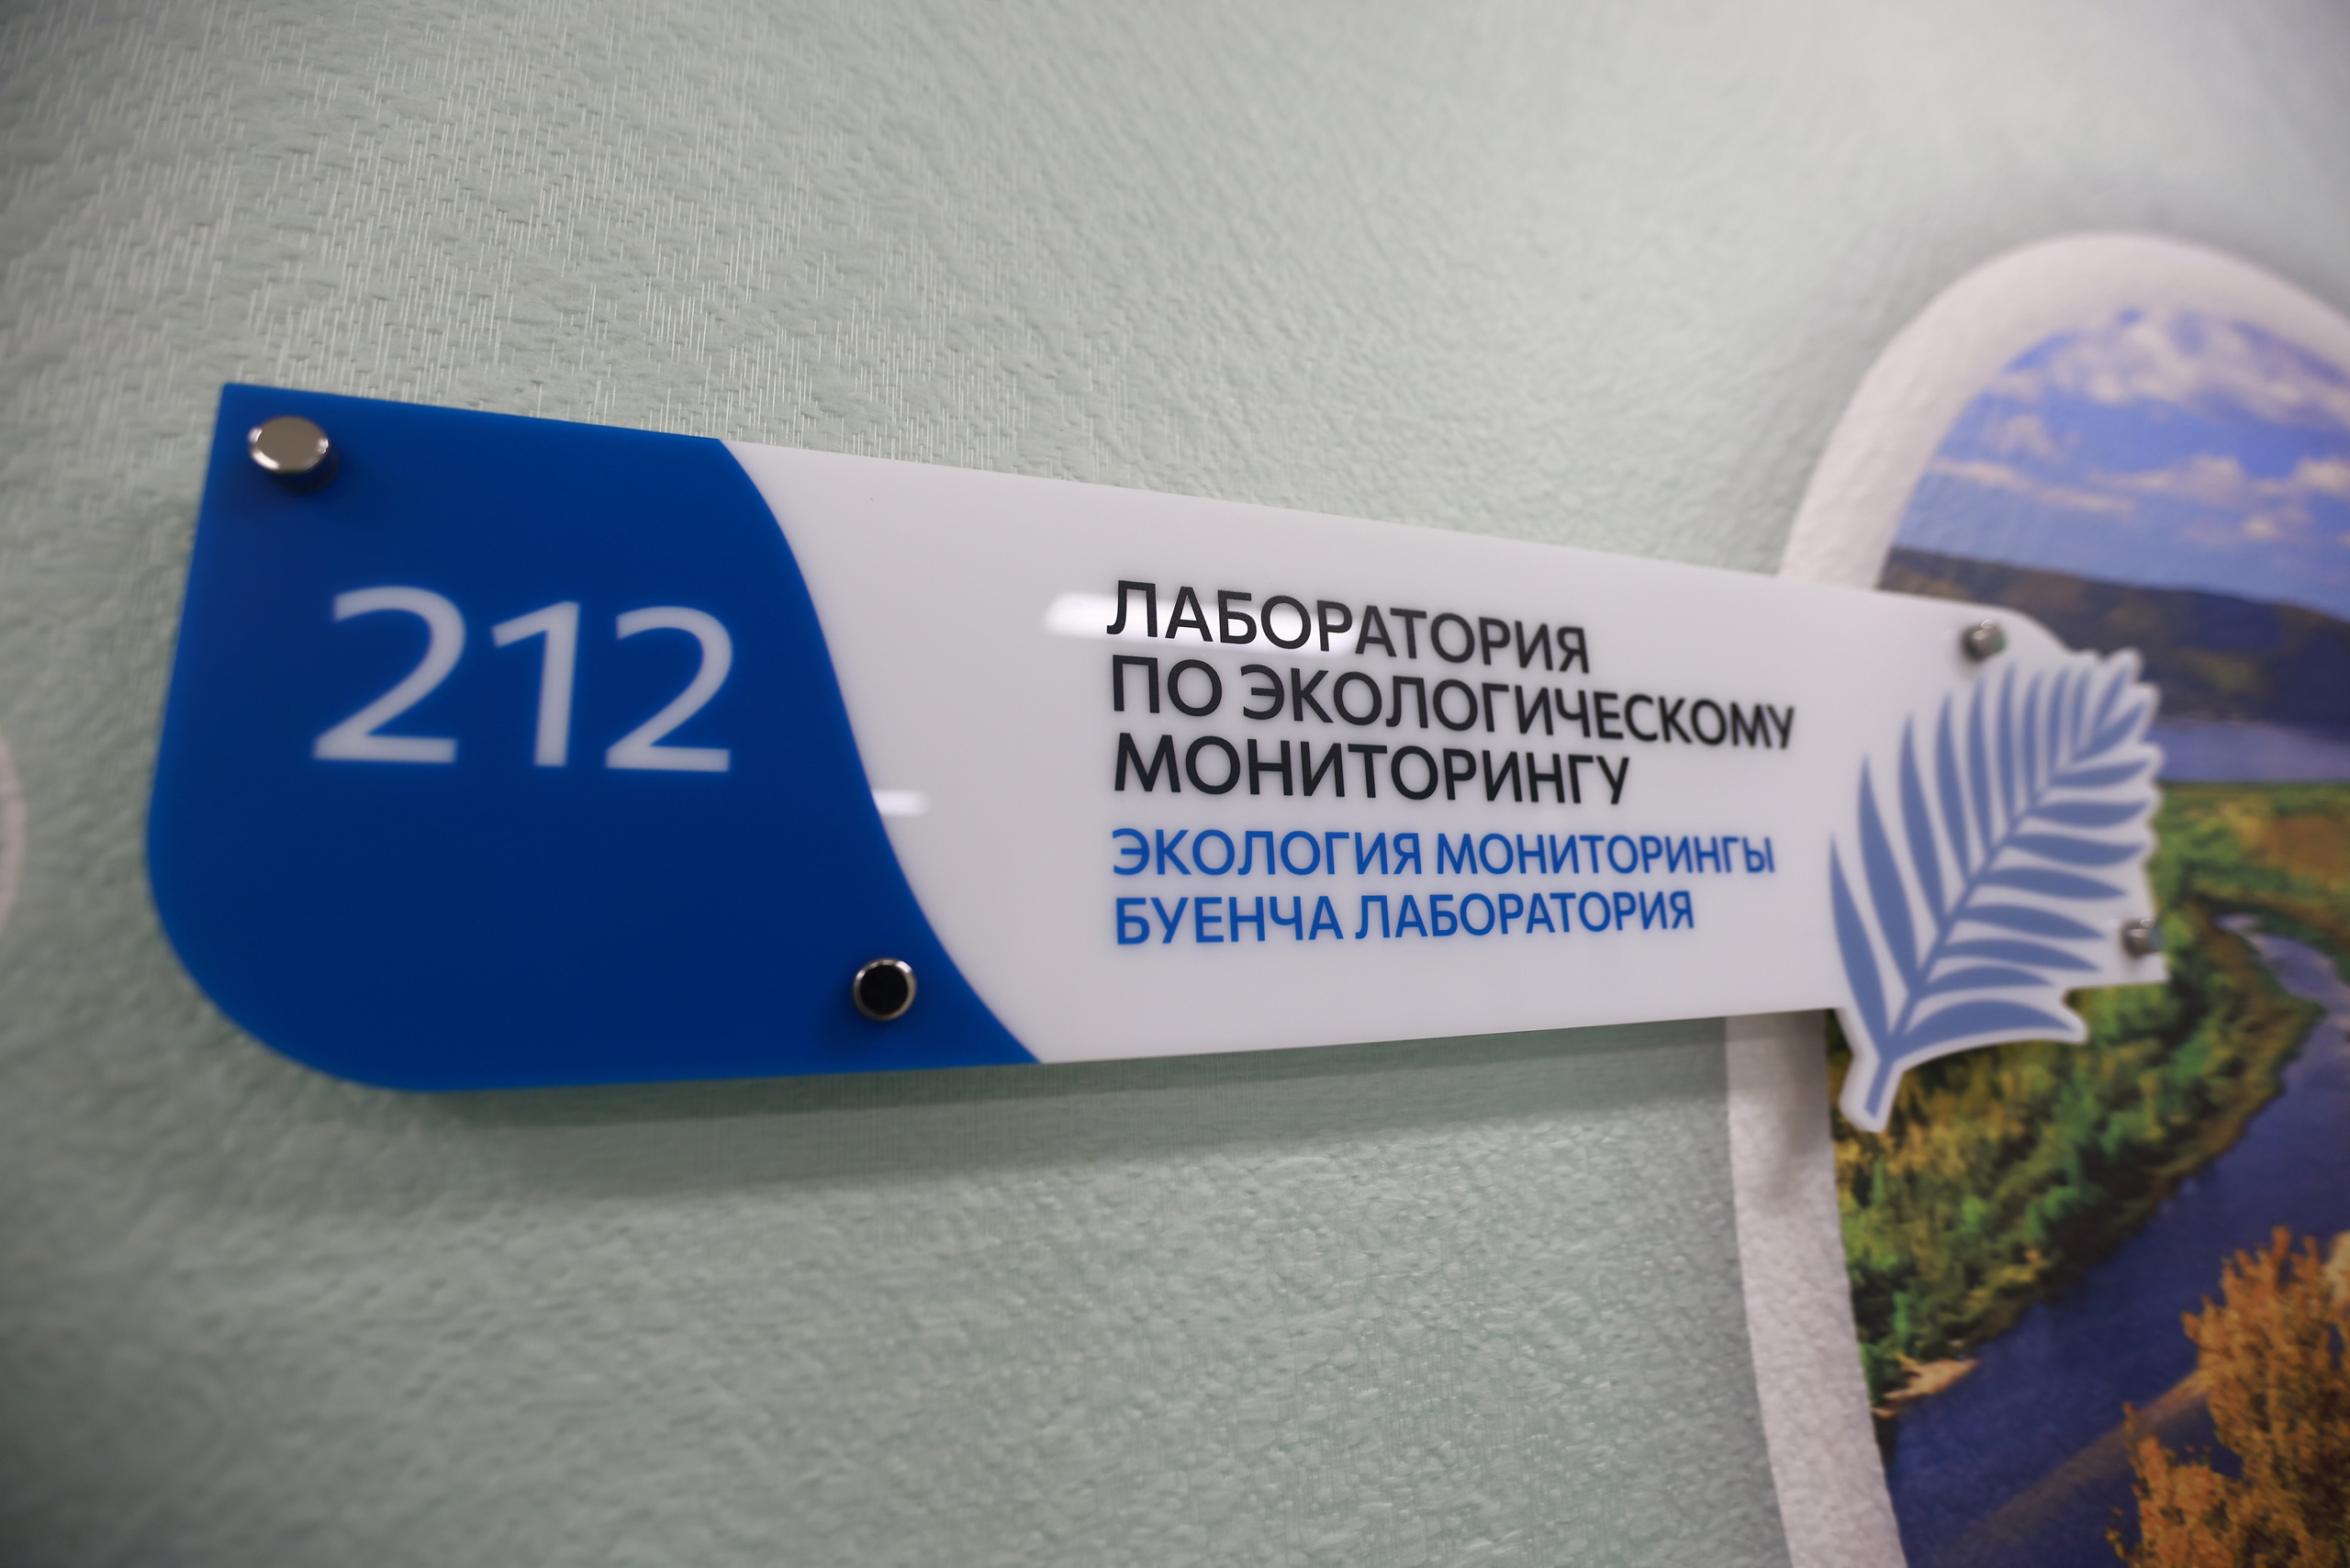 212
ЛАБОРАТОРИЯ
ПО ЭКОЛОГИЧЕСКОМУ
МОНИТОРИНГУ
ЭКОЛОГИЯ МОНИТОРИНГЫ
БУЕНЧА ЛАБОРАТОРИЯ